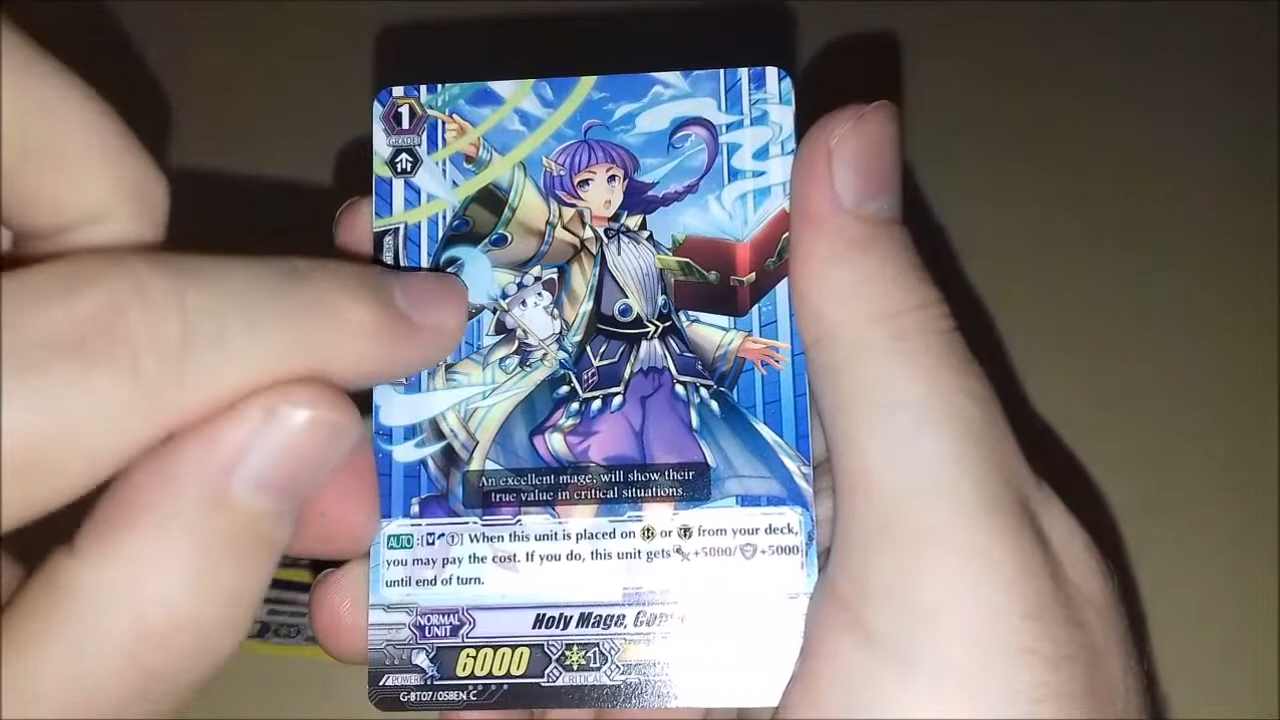 1
GRADE
An excellent mage, will show their
true value in critical situations.
AUTO :[ V 1 ] When this unit is placed on V or R from your deck,
you may pay the cost. If you do, this unit gets +5000/ +5000
until end of turn.
NORMAL
UNIT
Holy Mage,
POWER 6000 1
CRITICAL
G-BT07/058EN C